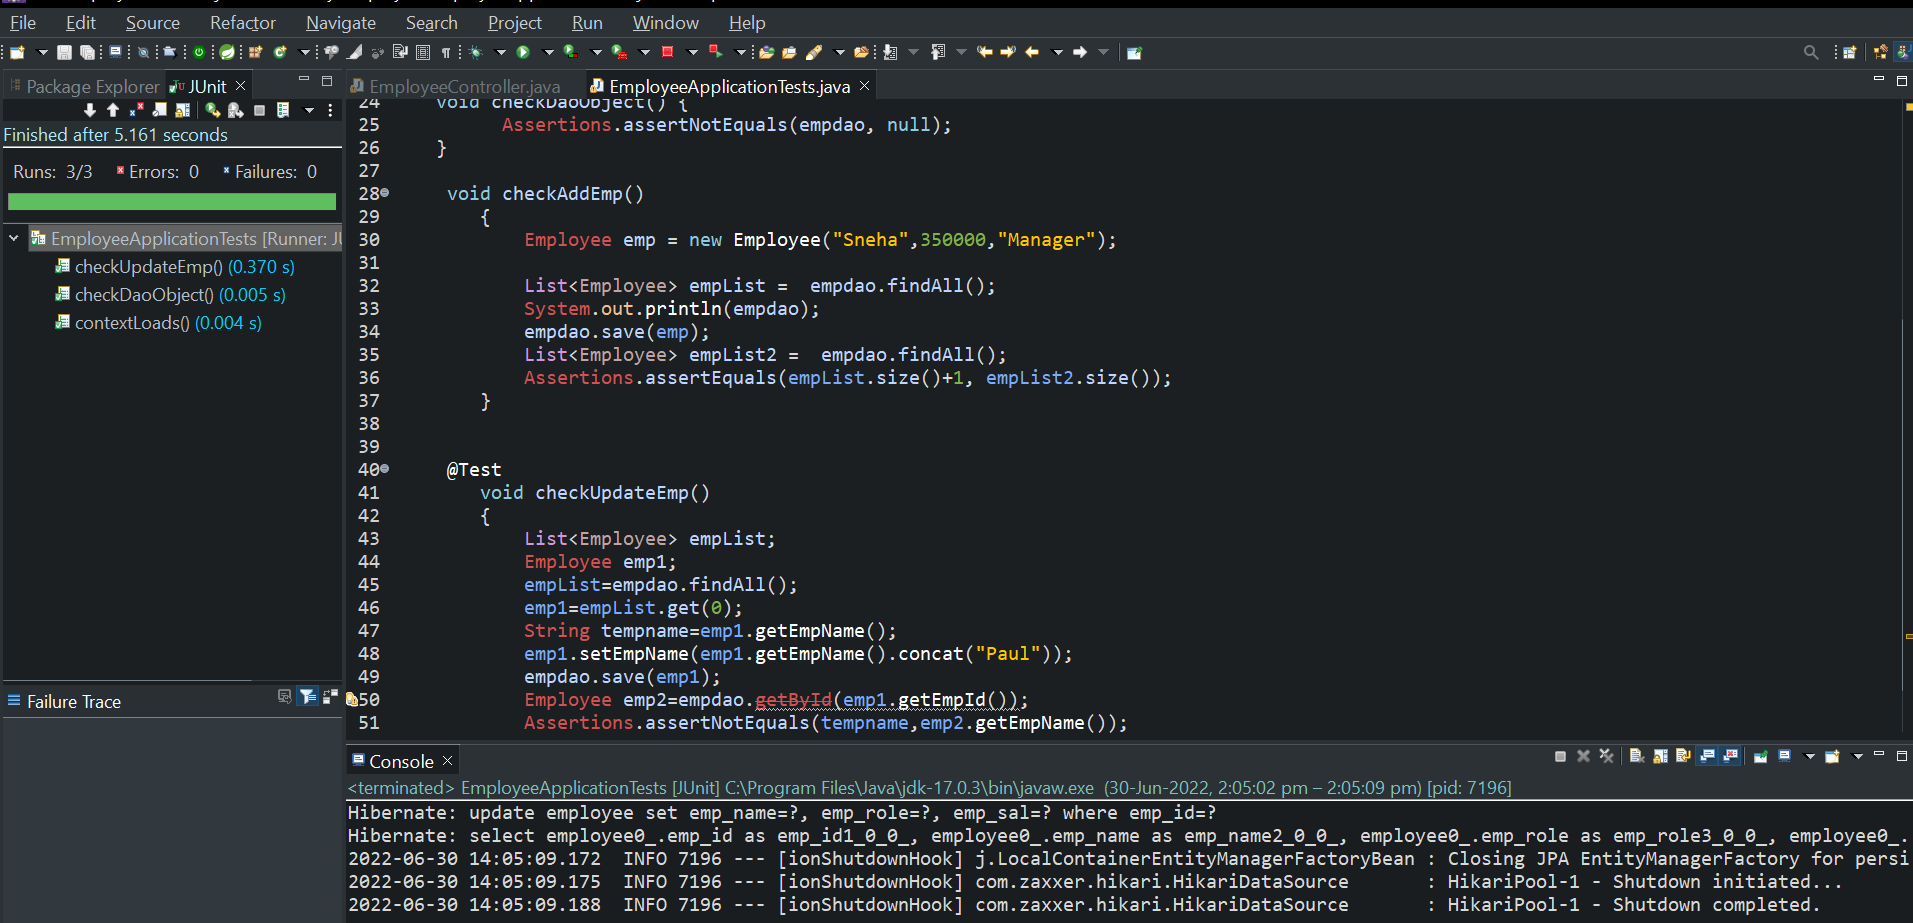 File Edit Source Refactor Navigate Search Project Run Window Help
Package Explorer JUnit
Finished after 5.161 seconds
Runs: 3/3 Errors: 0 Failures: 0
EmployeeApplicationTests [Runner: JU
checkUpdateEmp() (0.370 s)
checkDaoObject() (0.005 s)
contextLoads() (0.004 s)
Failure Trace
EmployeeController.java EmployeeApplicationTests.java
24 void checkDaoObject() {
25 Assertions.assertNotEquals(empdao, null);
26 }
27
28 void checkAddEmp()
29 {
30 Employee emp = new Employee("Sneha",350000,"Manager");
31
32 List<Employee> empList = empdao.findAll();
33 System.out.println(empdao);
34 empdao.save(emp);
35 List<Employee> empList2 = empdao.findAll();
36 Assertions.assertEquals(empList.size()+1, empList2.size());
37 }
38
39
40 @Test
41 void checkUpdateEmp()
42 {
43 List<Employee> empList;
44 Employee emp1;
45 empList=empdao.findAll();
46 emp1=empList.get(0);
47 String tempname=emp1.getEmpName();
48 emp1.setEmpName(emp1.getEmpName().concat("Paul"));
49 empdao.save(emp1);
50 Employee emp2=empdao.getById(emp1.getEmpId());
51 Assertions.assertNotEquals(tempname,emp2.getEmpName());
Console
<terminated> EmployeeApplicationTests [JUnit] C:\Program Files\Java\jdk-17.0.3\bin\javaw.exe (30-Jun-2022, 2:05:02 pm – 2:05:09 pm) [pid: 7196]
Hibernate: update employee set emp_name=?, emp_role=?, emp_sal=? where emp_id=?
Hibernate: select employee0_.emp_id as emp_id1_0_0_, employee0_.emp_name as emp_name2_0_0_, employee0_.emp_role as emp_role3_0_0_, employee0_.
2022-06-30 14:05:09.172 INFO 7196 --- [ionShutdownHook] j.LocalContainerEntityManagerFactoryBean : Closing JPA EntityManagerFactory for persi
2022-06-30 14:05:09.175 INFO 7196 --- [ionShutdownHook] com.zaxxer.hikari.HikariDataSource : HikariPool-1 - Shutdown initiated...
2022-06-30 14:05:09.188 INFO 7196 --- [ionShutdownHook] com.zaxxer.hikari.HikariDataSource : HikariPool-1 - Shutdown completed.